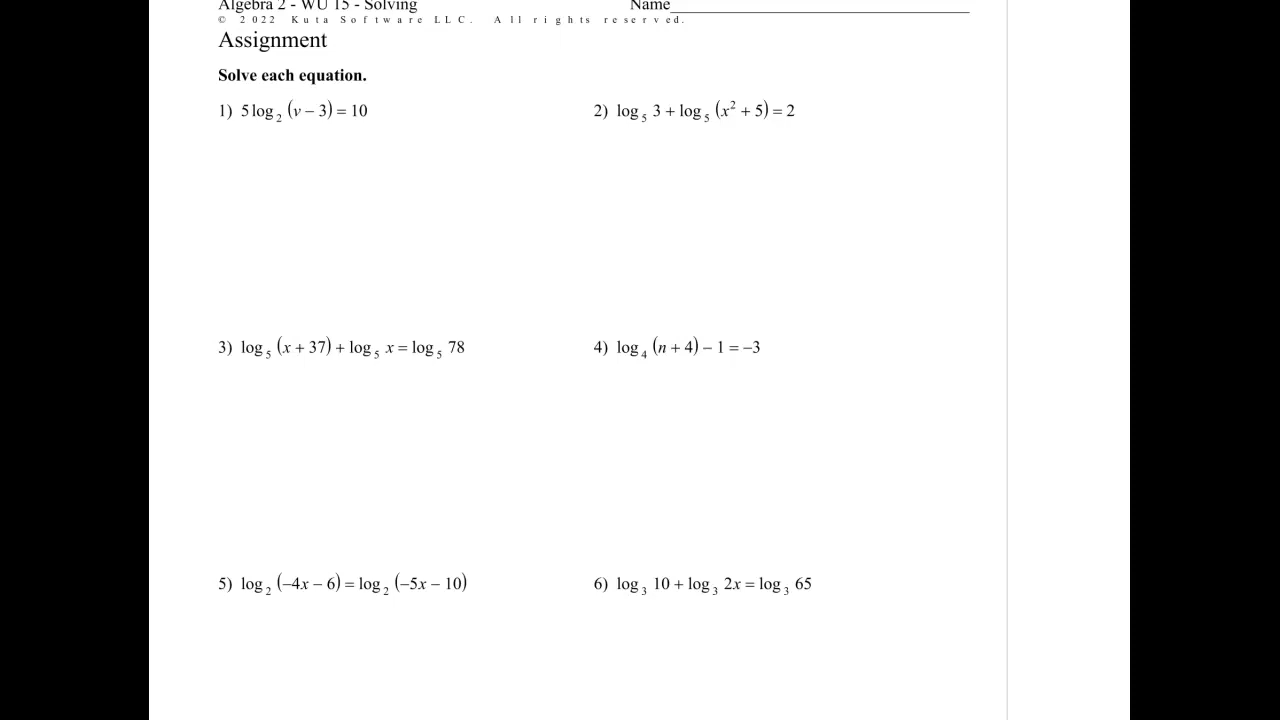 Algebra 2 - WU 15 - Solving Name
© 2022 Kuta Software LLC. All rights reserved.
Assignment
Solve each equation.
1) 5log₂ (v − 3) = 10
2) log₅ 3 + log₅ (x² + 5) = 2
3) log₅ (x + 37) + log₅ x = log₅ 78
4) log₄ (n + 4) − 1 = −3
5) log₂ (−4x − 6) = log₂ (−5x − 10)
6) log₃ 10 + log₃ 2x = log₃ 65